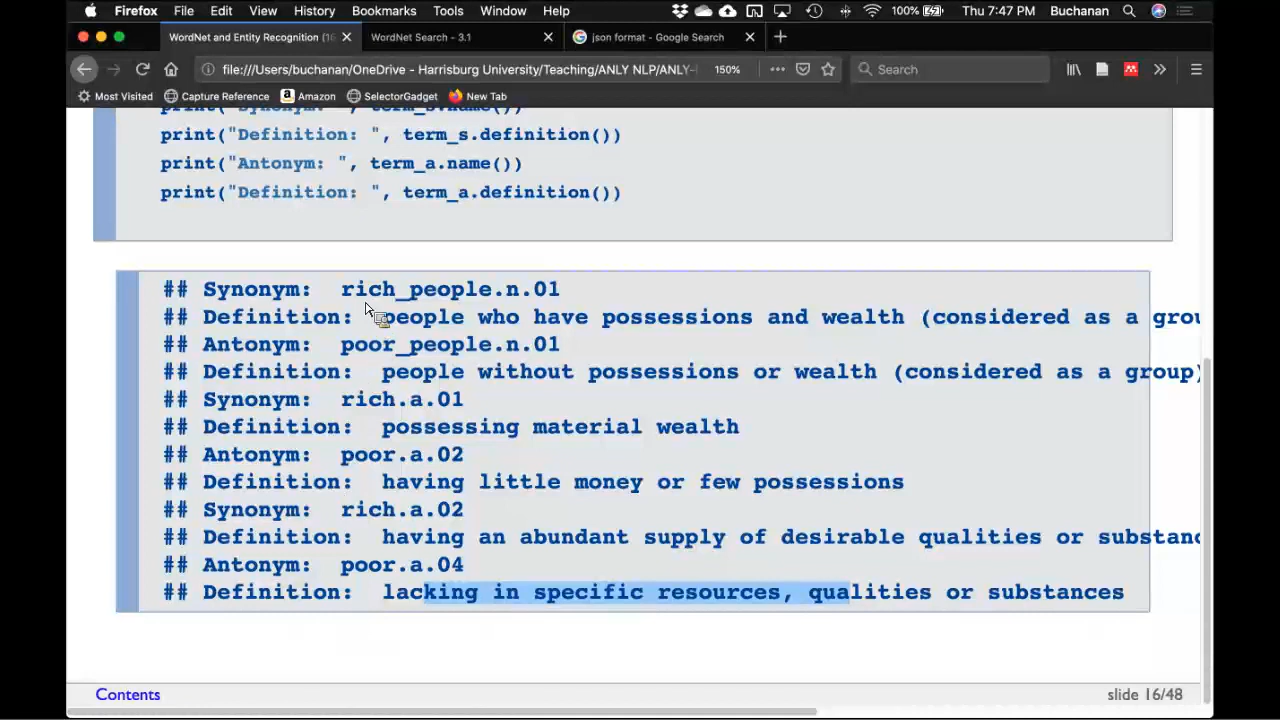 Firefox File Edit View History Bookmarks Tools Window Help 100% Thu 7:47 PM Buchanan
WordNet and Entity Recognition (1 WordNet Search - 3.1 json format - Google Search
file:///Users/buchanan/OneDrive - Harrisburg University/Teaching/ANLY NLP/ANLY- 150% Search
Most Visited Capture Reference Amazon SelectorGadget New Tab
print("Synonym: ", term_s.name())
print("Definition: ", term_s.definition())
print("Antonym: ", term_a.name())
print("Definition: ", term_a.definition())
## Synonym: rich_people.n.01
## Definition: people who have possessions and wealth (considered as a grou
## Antonym: poor_people.n.01
## Definition: people without possessions or wealth (considered as a group)
## Synonym: rich.a.01
## Definition: possessing material wealth
## Antonym: poor.a.02
## Definition: having little money or few possessions
## Synonym: rich.a.02
## Definition: having an abundant supply of desirable qualities or substanc
## Antonym: poor.a.04
## Definition: lacking in specific resources, qualities or substances
Contents slide 16/48